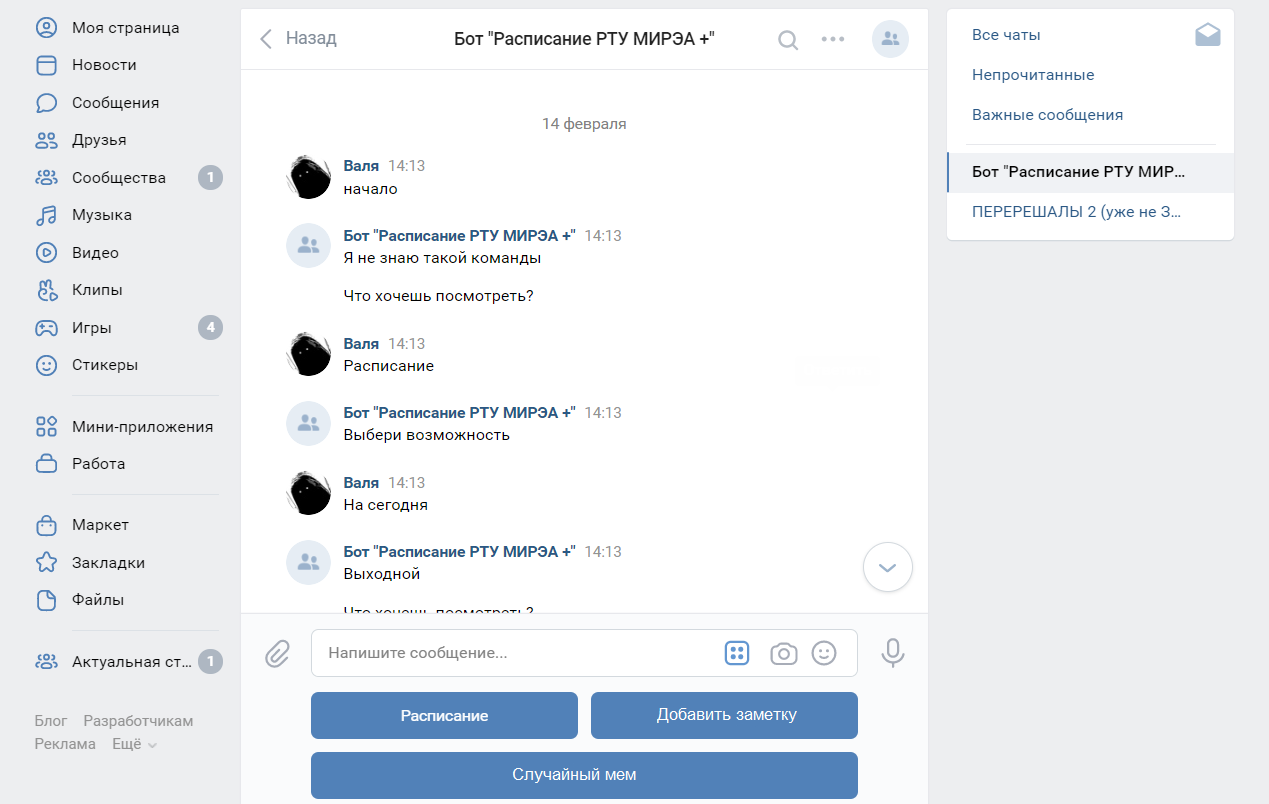 Моя страница
Новости
Сообщения
Друзья
Сообщества 1
Музыка
Видео
Клипы
Игры 4
Стикеры
Мини-приложения
Работа
Маркет
Закладки
Файлы
Актуальная ст... 1
Блог Разработчикам
Реклама Ещё
Назад
Бот "Расписание РТУ МИРЭА +"
14 февраля
Валя 14:13
начало
Бот "Расписание РТУ МИРЭА +" 14:13
Я не знаю такой команды
Что хочешь посмотреть?
Валя 14:13
Расписание
Бот "Расписание РТУ МИРЭА +" 14:13
Выбери возможность
Валя 14:13
На сегодня
Бот "Расписание РТУ МИРЭА +" 14:13
Выходной
Что хочешь посмотреть?
Напишите сообщение...
Расписание
Добавить заметку
Случайный мем
Все чаты
Непрочитанные
Важные сообщения
Бот "Расписание РТУ МИР...
ПЕРЕРЕШАЛЫ 2 (уже не З...